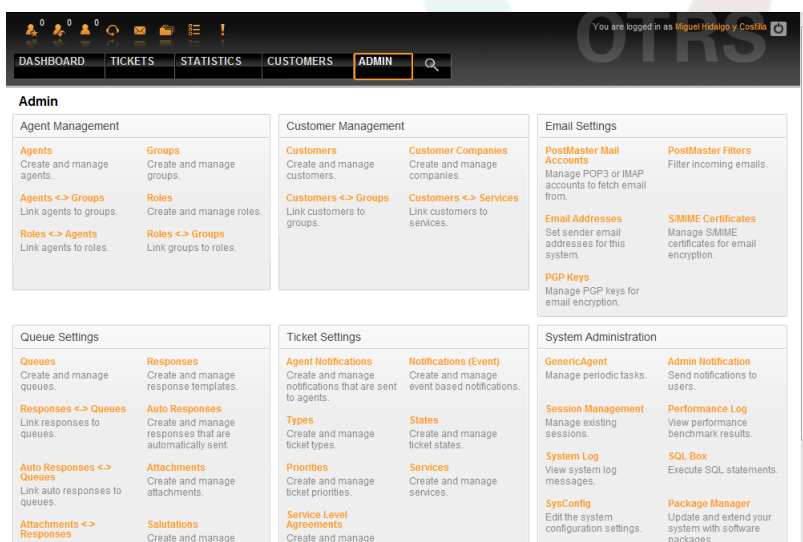 0 0 0
You are logged in as Miguel Hidalgo y Costilla
OTRS
DASHBOARD TICKETS STATISTICS CUSTOMERS ADMIN
Admin
Agent Management
Agents
Create and manage
agents.
Groups
Create and manage
groups.
Agents <-> Groups
Link agents to groups.
Roles
Create and manage roles.
Roles <-> Agents
Link agents to roles.
Roles <-> Groups
Link groups to roles.
Customer Management
Customers
Create and manage
customers.
Customer Companies
Create and manage
companies.
Customers <-> Groups
Link customers to
groups.
Customers <-> Services
Link customers to
services.
Email Settings
PostMaster Mail
Accounts
Manage POP3 or IMAP
accounts to fetch email
from.
PostMaster Filters
Filter incoming emails.
Email Addresses
Set sender email
addresses for this
system.
S/MIME Certificates
Manage S/MIME
certificates for email
encryption.
PGP Keys
Manage PGP keys for
email encryption.
Queue Settings
Queues
Create and manage
queues.
Responses
Create and manage
response templates.
Responses <-> Queues
Link responses to
queues.
Auto Responses
Create and manage
responses that are
automatically sent.
Auto Responses <->
Queues
Link auto responses to
queues.
Attachments
Create and manage
attachments.
Attachments <->
Responses
Salutations
Create and manage
Ticket Settings
Agent Notifications
Create and manage
notifications that are sent
to agents.
Notifications (Event)
Create and manage
event based notifications.
Types
Create and manage
ticket types.
States
Create and manage
ticket states.
Priorities
Create and manage
ticket priorities.
Services
Create and manage
services.
Service Level
Agreements
Create and manage
System Administration
GenericAgent
Manage periodic tasks.
Admin Notification
Send notifications to
users.
Session Management
Manage existing
sessions.
Performance Log
View performance
benchmark results.
System Log
View system log
messages.
SQL Box
Execute SQL statements.
SysConfig
Edit the system
configuration settings.
Package Manager
Update and extend your
system with software
packages.